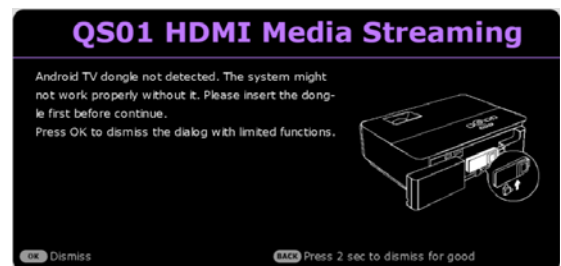 QS01 HDMI Media Streaming
Android TV dongle not detected. The system might
not work properly without it. Please insert the dong-
le first before continue.
Press OK to dismiss the dialog with limited functions.
OK Dismiss
BACK Press 2 sec to dismiss for good